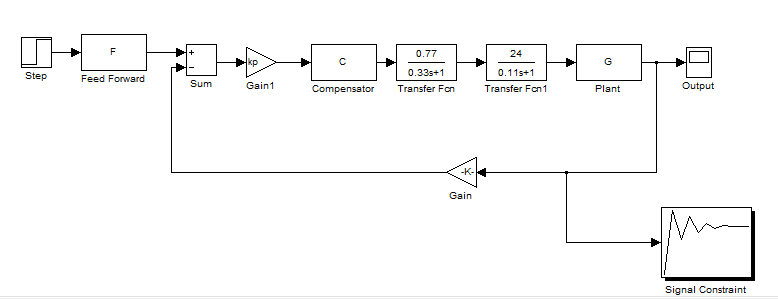 F
kp
C
0.77
0.33s+1
24
0.11s+1
G
+
−
Step
Feed Forward
Sum
Gain1
Compensator
Transfer Fcn
Transfer Fcn1
Plant
Output
-K-
Gain
Signal Constraint